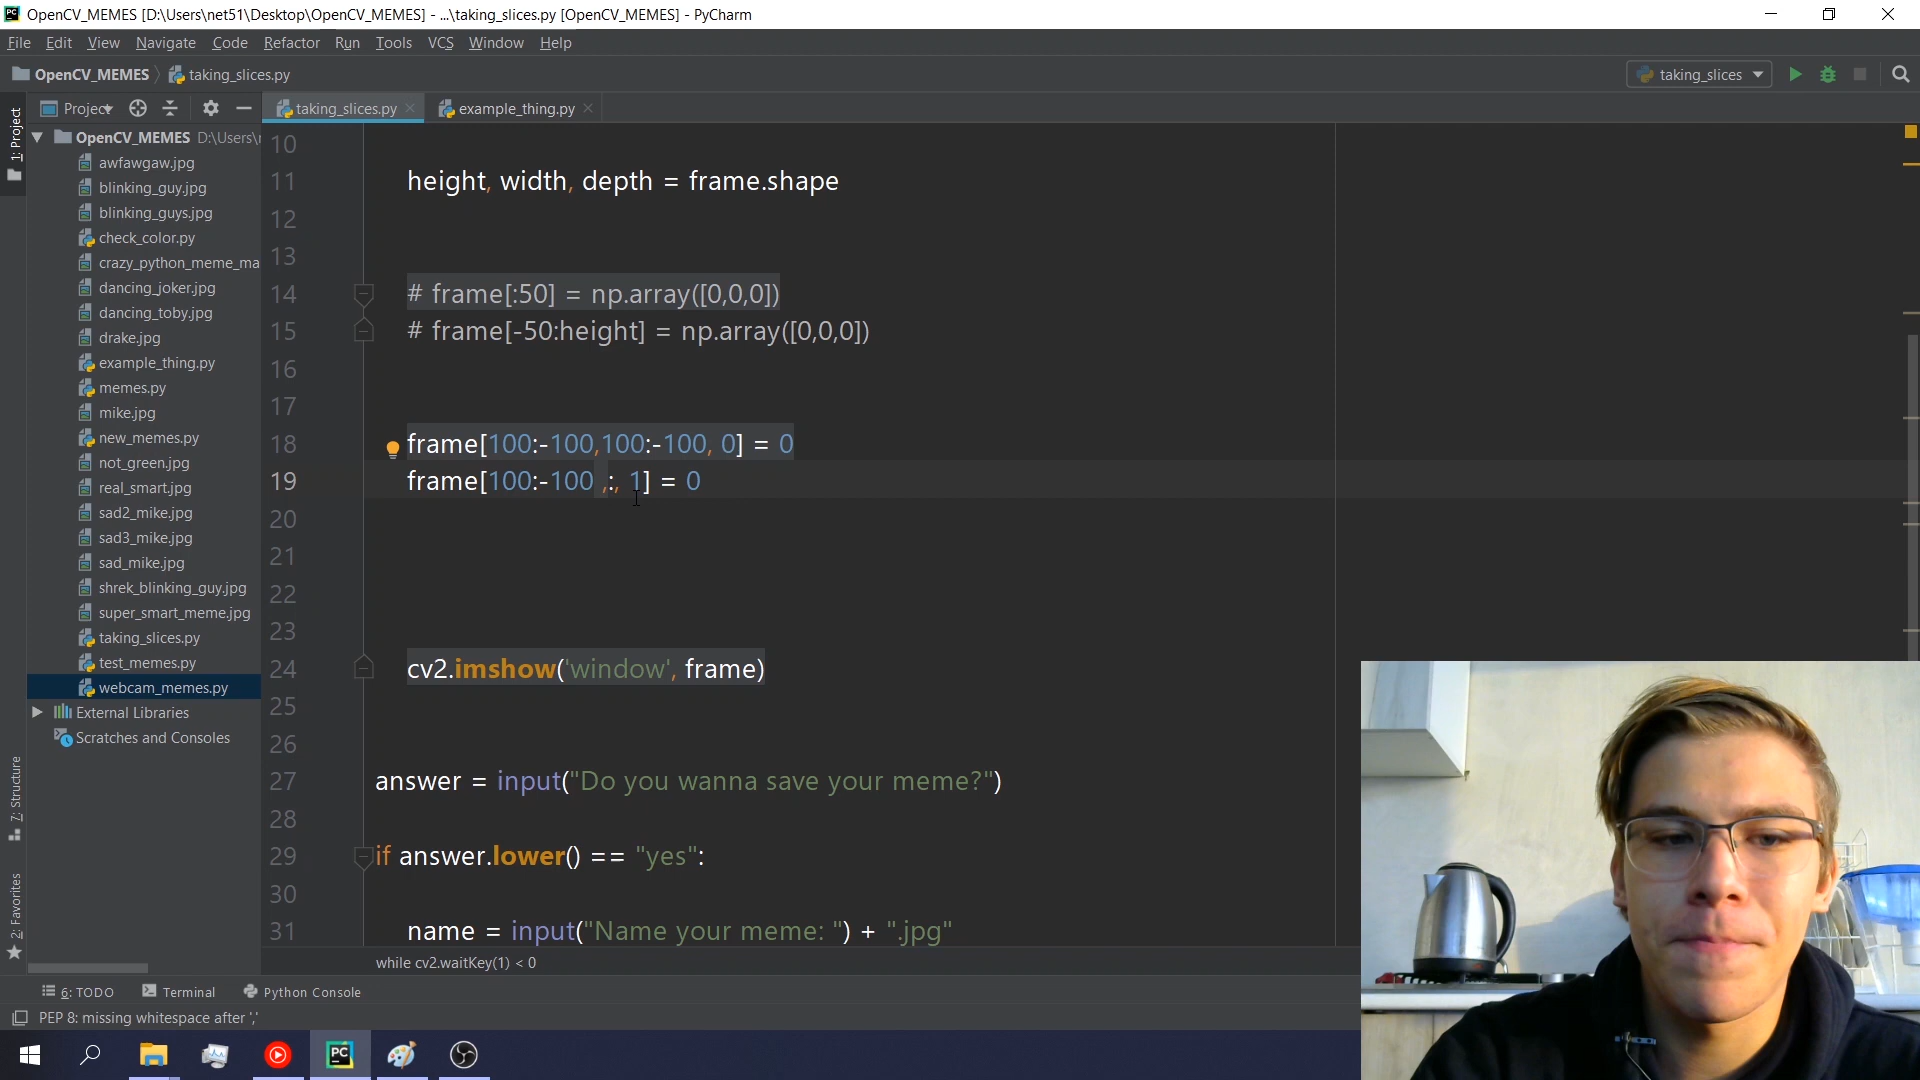 OpenCV_MEMES [D:\Users\net51\Desktop\OpenCV_MEMES] - ...\taking_slices.py [OpenCV_MEMES] - PyCharm
File Edit View Navigate Code Refactor Run Tools VCS Window Help
OpenCV_MEMES taking_slices.py
taking_slices
1: Project
Project
taking_slices.py
example_thing.py
OpenCV_MEMES D:\Users\
awfawgaw.jpg
blinking_guy.jpg
blinking_guys.jpg
check_color.py
crazy_python_meme_ma
dancing_joker.jpg
dancing_toby.jpg
drake.jpg
example_thing.py
memes.py
mike.jpg
new_memes.py
not_green.jpg
real_smart.jpg
sad2_mike.jpg
sad3_mike.jpg
sad_mike.jpg
shrek_blinking_guy.jpg
super_smart_meme.jpg
taking_slices.py
test_memes.py
webcam_memes.py
External Libraries
Scratches and Consoles
7: Structure
2: Favorites
10
11 height, width, depth = frame.shape
12
13
14 # frame[:50] = np.array([0,0,0])
15 # frame[-50:height] = np.array([0,0,0])
16
17
18 frame[100:-100,100:-100, 0] = 0
19 frame[100:-100 ,:, 1] = 0
20
21
22
23
24 cv2.imshow('window', frame)
25
26
27 answer = input("Do you wanna save your meme?")
28
29 if answer.lower() == "yes":
30
31 name = input("Name your meme: ") + ".jpg"
while cv2.waitKey(1) < 0
6: TODO Terminal Python Console
PEP 8: missing whitespace after ','